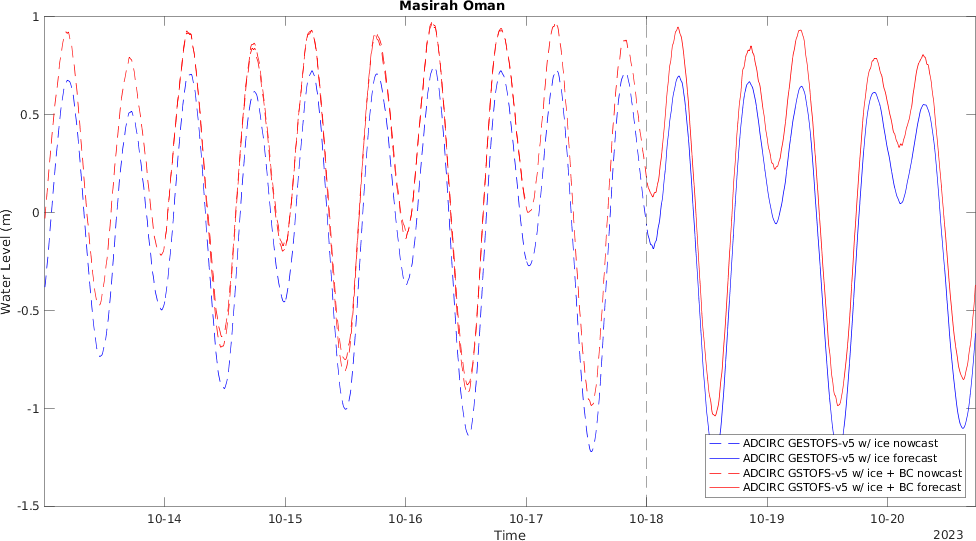 Masirah Oman
1
0.5
0
-0.5
-1
-1.5
Water Level (m)
10-14
10-15
10-16
10-17
10-18
10-19
10-20
Time
2023
ADCIRC GESTOFS-v5 w/ ice nowcast
ADCIRC GESTOFS-v5 w/ ice forecast
ADCIRC GSTOFS-v5 w/ ice + BC nowcast
ADCIRC GSTOFS-v5 w/ ice + BC forecast